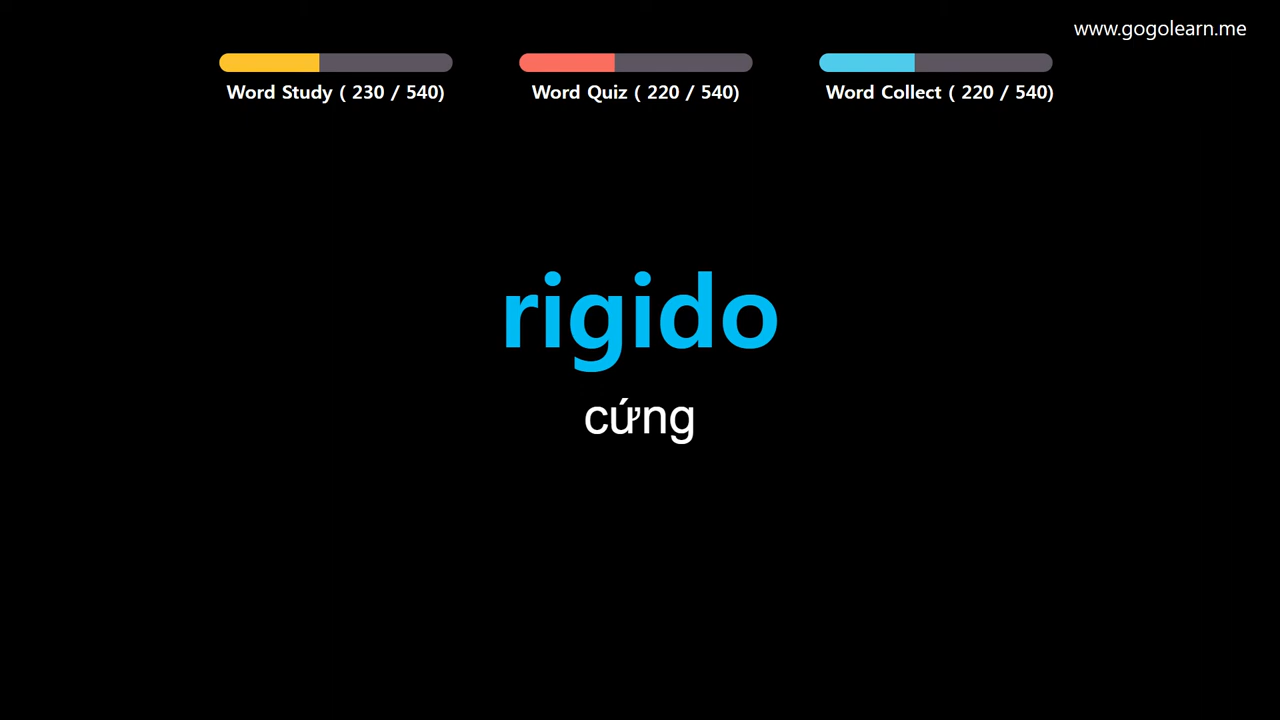 www.gogolearn.me
Word Study ( 230 / 540)
Word Quiz ( 220 / 540)
Word Collect ( 220 / 540)
rigido
cứng